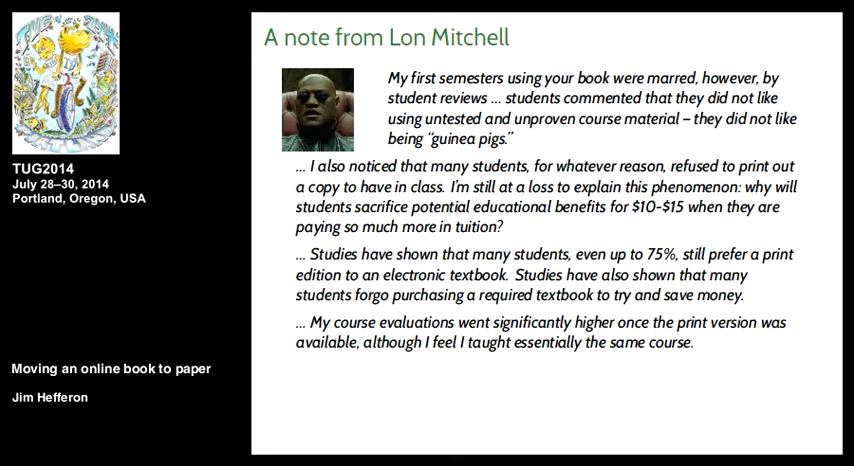 TUG2014
July 28–30, 2014
Portland, Oregon, USA
Moving an online book to paper
Jim Hefferon
A note from Lon Mitchell
My first semesters using your book were marred, however, by
student reviews ... students commented that they did not like
using untested and unproven course material – they did not like
being “guinea pigs.”
... I also noticed that many students, for whatever reason, refused to print out
a copy to have in class. I'm still at a loss to explain this phenomenon: why will
students sacrifice potential educational benefits for $10-$15 when they are
paying so much more in tuition?
... Studies have shown that many students, even up to 75%, still prefer a print
edition to an electronic textbook. Studies have also shown that many
students forgo purchasing a required textbook to try and save money.
... My course evaluations went significantly higher once the print version was
available, although I feel I taught essentially the same course.